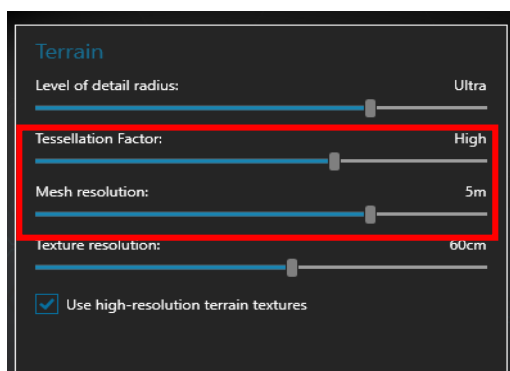 Terrain
Level of detail radius: Ultra
Tessellation Factor: High
Mesh resolution: 5m
Texture resolution: 60cm
Use high-resolution terrain textures